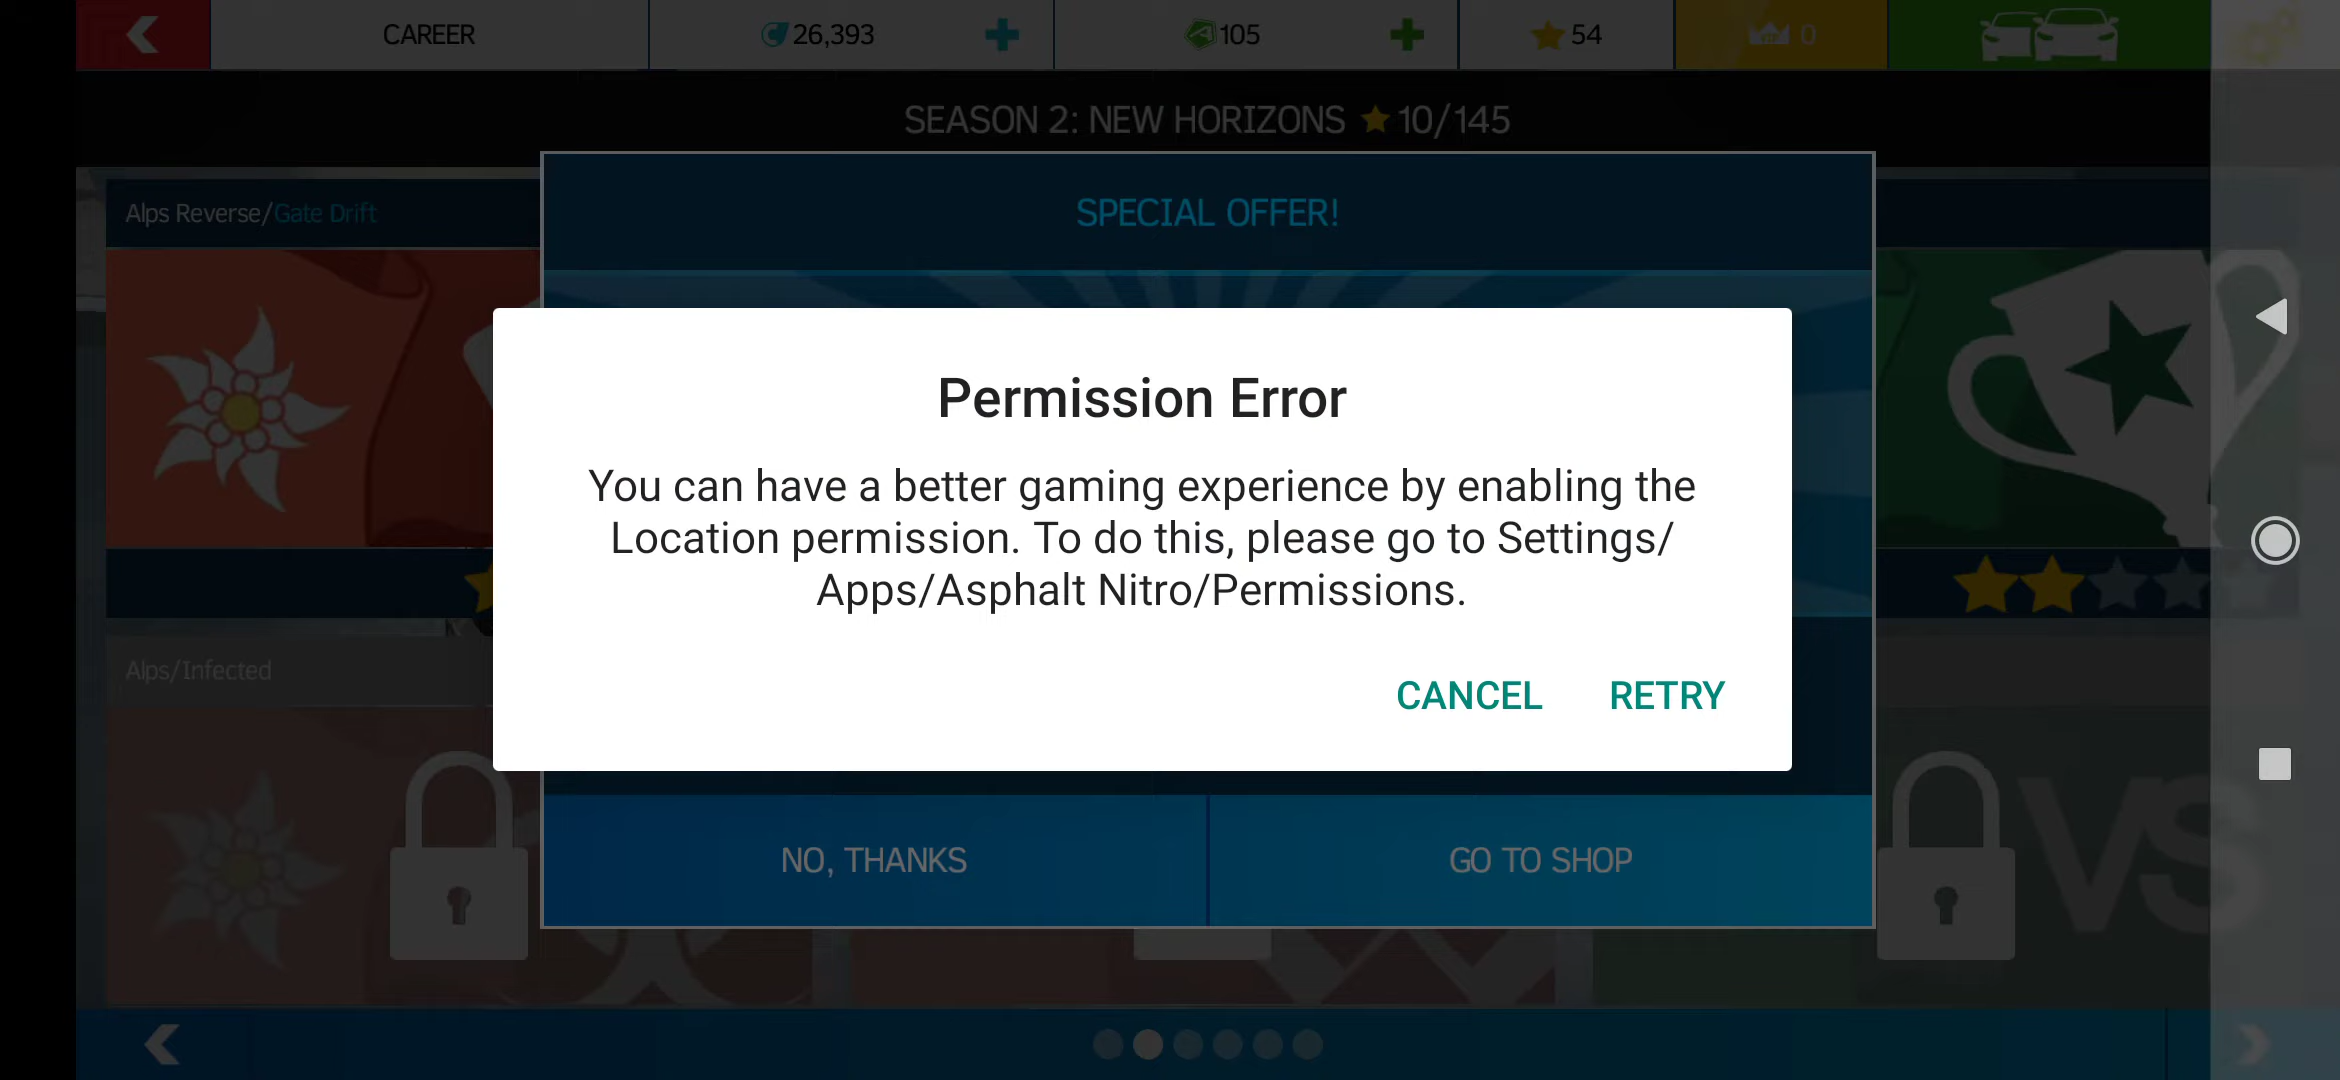 CAREER
26,393
105
54
0
SEASON 2: NEW HORIZONS 10/145
Alps Reverse/Gate Drift
SPECIAL OFFER!
Permission Error
You can have a better gaming experience by enabling the
Location permission. To do this, please go to Settings/
Apps/Asphalt Nitro/Permissions.
CANCEL
RETRY
Alps/Infected
VS
NO, THANKS
GO TO SHOP